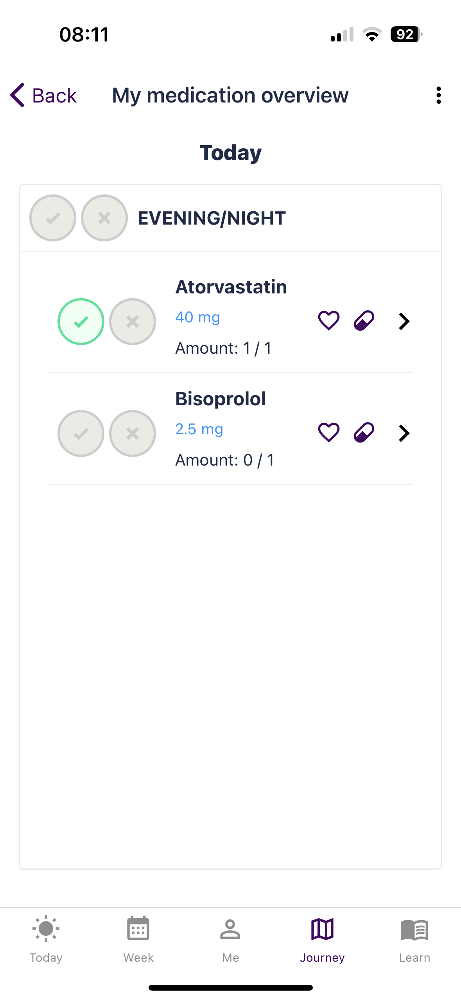 08:11
92
Back
My medication overview
Today
EVENING/NIGHT
Atorvastatin
40 mg
Amount: 1 / 1
Bisoprolol
2.5 mg
Amount: 0 / 1
Today
Week
Me
Journey
Learn